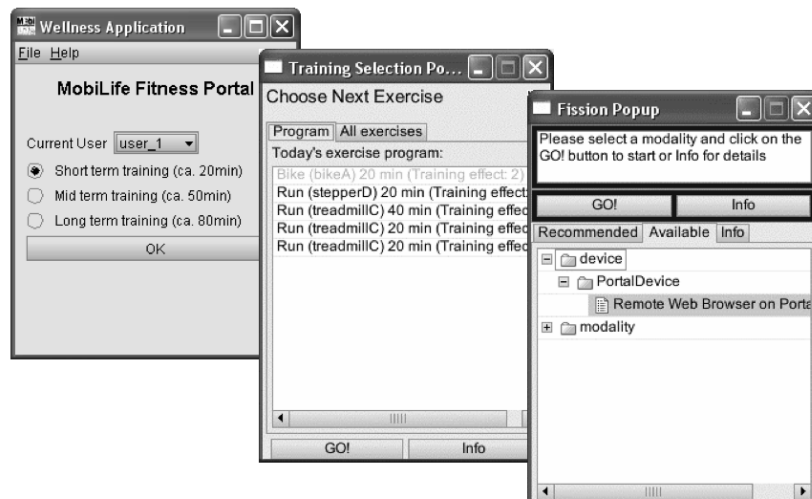 Wellness Application
File Help
MobiLife Fitness Portal
Current User user_1
Short term training (ca. 20min)
Mid term training (ca. 50min)
Long term training (ca. 80min)
OK
Training Selection Po...
Choose Next Exercise
Program All exercises
Today's exercise program:
Bike (bikeA) 20 min (Training effect: 2)
Run (stepperD) 20 min (Training effect:
Run (treadmillC) 40 min (Training effec
Run (treadmillC) 20 min (Training effec
Run (treadmillC) 20 min (Training effec
GO! Info
Fission Popup
Please select a modality and click on the
GO! button to start or Info for details
GO! Info
Recommended Available Info
device
PortalDevice
Remote Web Browser on Porta
modality